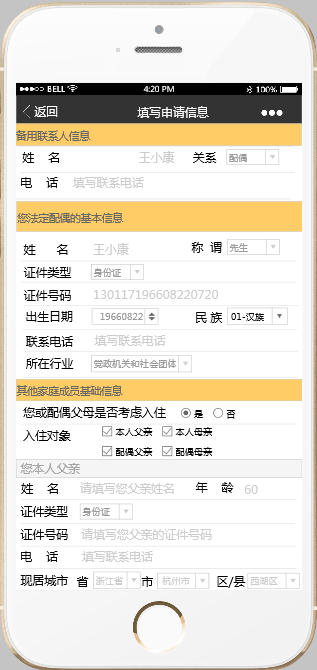 BELL 4:20 PM 100%
返回 填写申请信息
备用联系人信息
姓 名 王小康 关系 配偶
电 话 填写联系电话
您法定配偶的基本信息
姓 名 王小康 称 谓 先生
证件类型 身份证
证件号码 130117196608220720
出生日期 19660822 民 族 01-汉族
联系电话 填写联系电话
所在行业 党政机关和社会团体
其他家庭成员基础信息
您或配偶父母是否考虑入住 是 否
入住对象 本人父亲 本人母亲
配偶父亲 配偶母亲
您本人父亲
姓 名 请填写您父亲姓名 年 龄 60
证件类型 身份证
证件号码 请填写您父亲的证件号码
电 话 填写联系电话
现居城市 省 浙江省 市 杭州市 区/县 西湖区